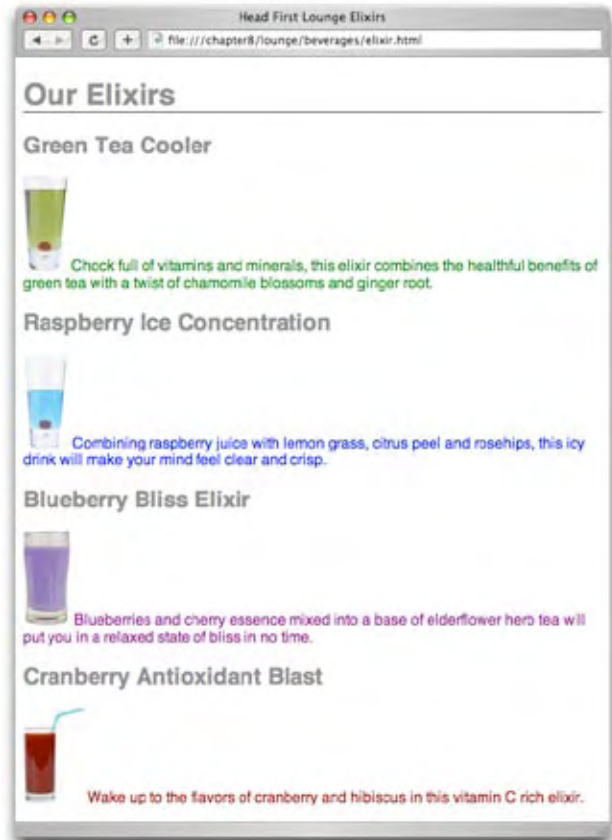 Head First Lounge Elixirs
file:///chapter8/lounge/beverages/elixir.html
Our Elixirs
Green Tea Cooler
Chock full of vitamins and minerals, this elixir combines the healthful benefits of
green tea with a twist of chamomile blossoms and ginger root.
Raspberry Ice Concentration
Combining raspberry juice with lemon grass, citrus peel and rosehips, this icy
drink will make your mind feel clear and crisp.
Blueberry Bliss Elixir
Blueberries and cherry essence mixed into a base of elderflower herb tea will
put you in a relaxed state of bliss in no time.
Cranberry Antioxidant Blast
Wake up to the flavors of cranberry and hibiscus in this vitamin C rich elixir.